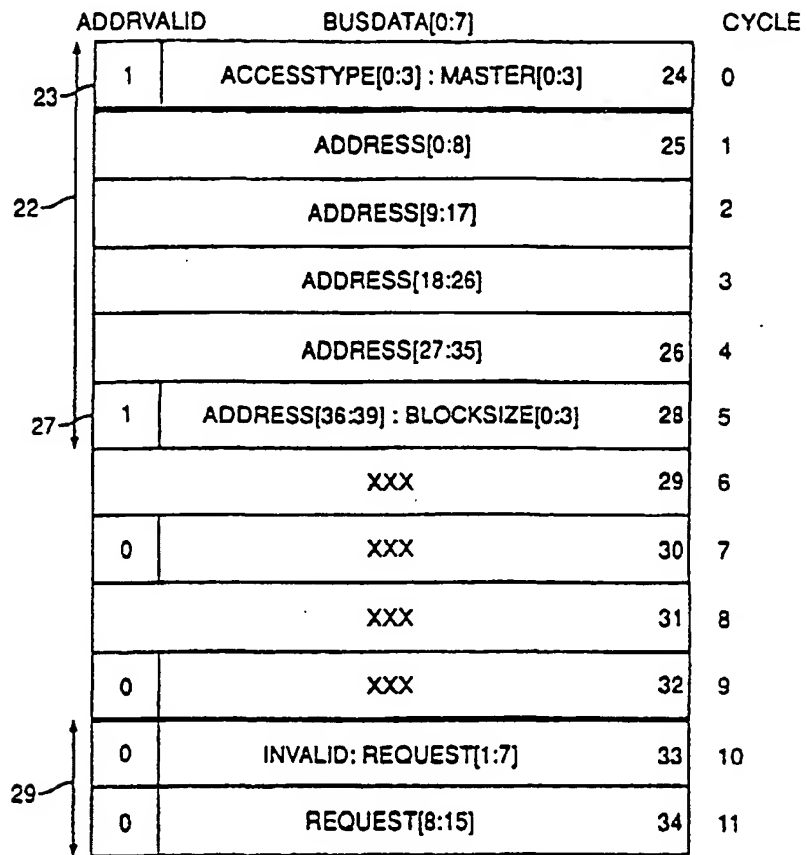 ADDRVALID BUSDATA[0:7] CYCLE
23 1 ACCESSTYPE[0:3] : MASTER[0:3] 24 0
ADDRESS[0:8] 25 1
22 ADDRESS[9:17] 2
ADDRESS[18:26] 3
ADDRESS[27:35] 26 4
27 1 ADDRESS[36:39] : BLOCKSIZE[0:3] 28 5
XXX 29 6
0 XXX 30 7
XXX 31 8
0 XXX 32 9
0 INVALID: REQUEST[1:7] 33 10
29 0 REQUEST[8:15] 34 11